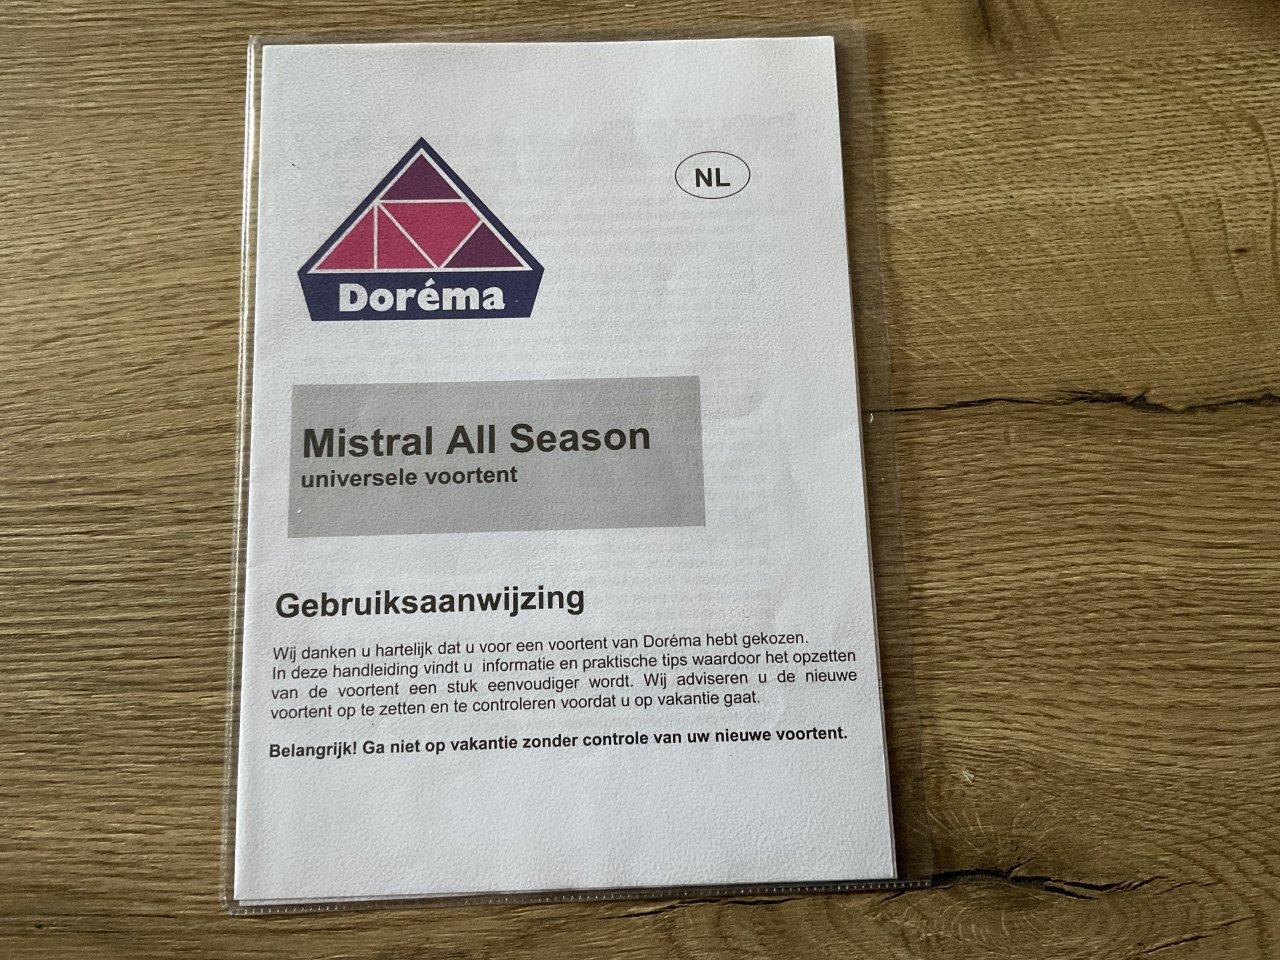 NL
Doréma
Mistral All Season
universele voortent
Gebruiksaanwijzing
Wij danken u hartelijk dat u voor een voortent van Doréma hebt gekozen.
In deze handleiding vindt u informatie en praktische tips waardoor het opzetten
van de voortent een stuk eenvoudiger wordt. Wij adviseren u de nieuwe
voortent op te zetten en te controleren voordat u op vakantie gaat.
Belangrijk! Ga niet op vakantie zonder controle van uw nieuwe voortent.